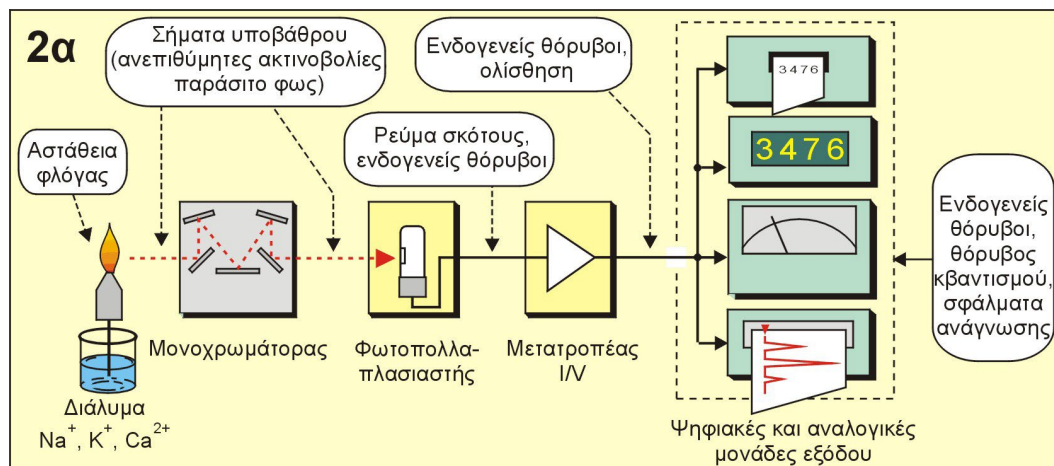 2α
Σήματα υποβάθρου
(ανεπιθύμητες ακτινοβολίες
παράσιτο φως)
Ενδογενείς θόρυβοι,
ολίσθηση
Αστάθεια
φλόγας
Ρεύμα σκότους,
ενδογενείς θόρυβοι
3476
3476
Ενδογενείς
θόρυβοι,
θόρυβος
κβαντισμού,
σφάλματα
ανάγνωσης
Μονοχρωμάτορας
Φωτοπολλα-
πλασιαστής
Μετατροπέας
I/V
Διάλυμα
Na⁺, K⁺, Ca²⁺
Ψηφιακές και αναλογικές
μονάδες εξόδου